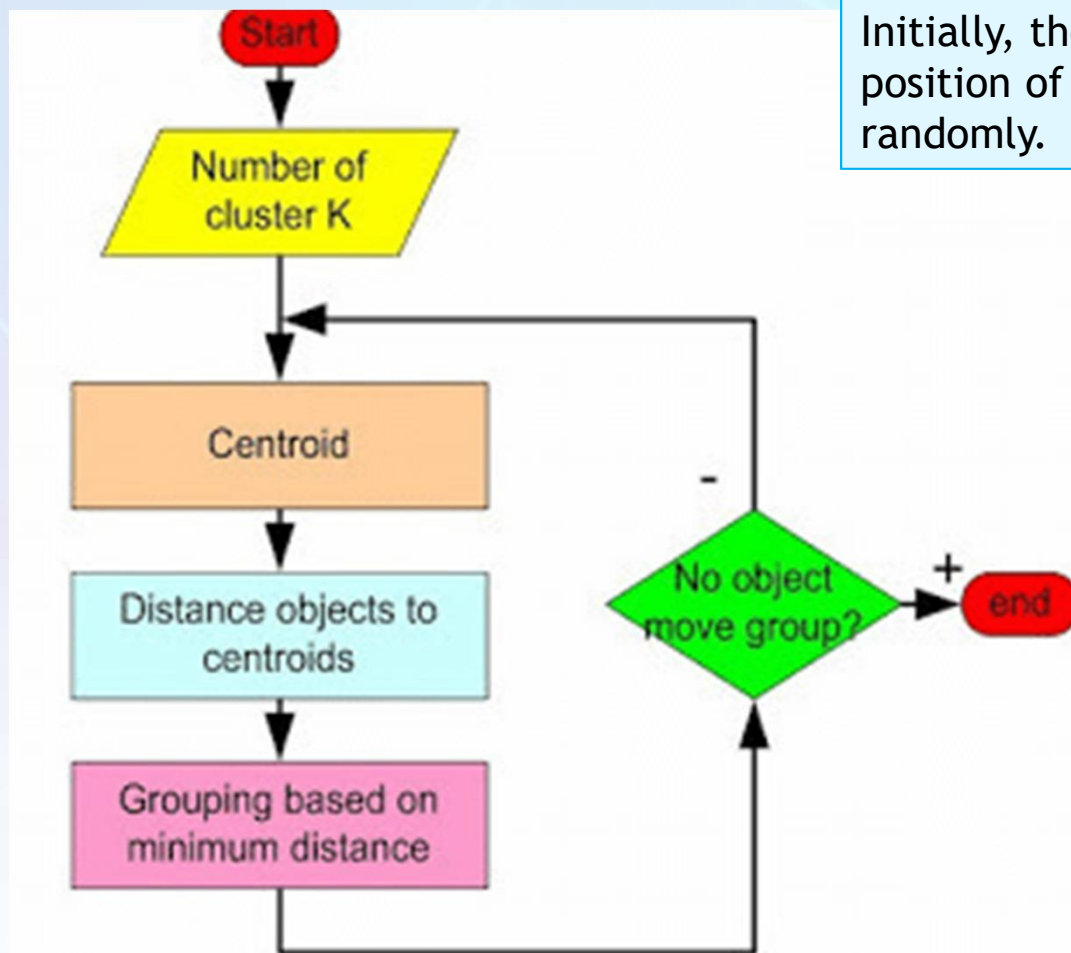 Start
Initially, th
position of
randomly.
Number of
cluster K
Centroid
Distance objects to
centroids
Grouping based on
minimum distance
-
No object
move group?
+
end